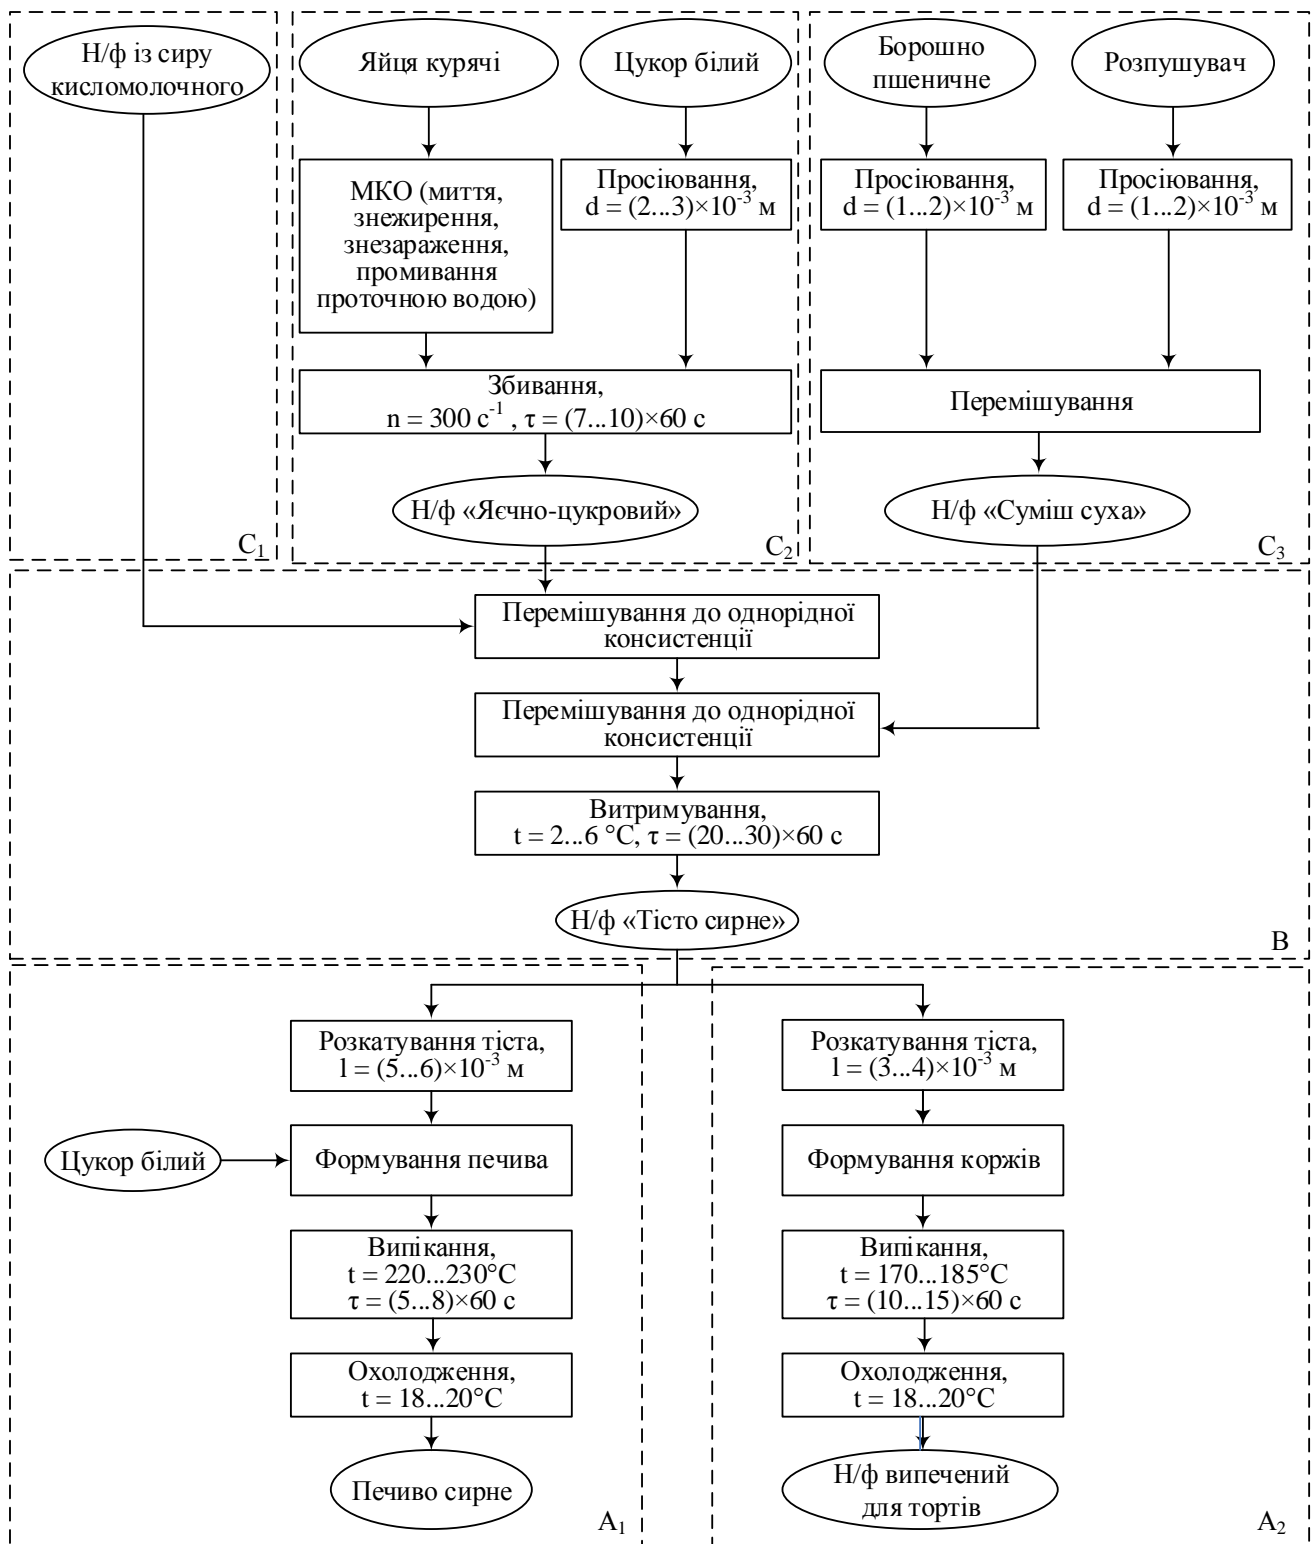 Н/ф із сиру
кисломолочного
Яйця курячі
Цукор білий
Борошно
пшеничне
Розпушувач
МКО (миття,
знежирення,
знезараження,
промивання
проточною водою)
Просіювання,
d = (2...3)×10⁻³ м
Просіювання,
d = (1...2)×10⁻³ м
Просіювання,
d = (1...2)×10⁻³ м
Збивання,
n = 300 с⁻¹ , τ = (7...10)×60 с
Перемішування
Н/ф «Яєчно-цукровий»
Н/ф «Суміш суха»
С₁
С₂
С₃
Перемішування до однорідної
консистенції
Перемішування до однорідної
консистенції
Витримування,
t = 2...6 °С, τ = (20...30)×60 с
Н/ф «Тісто сирне»
В
Розкатування тіста,
l = (5...6)×10⁻³ м
Цукор білий
Формування печива
Випікання,
t = 220...230°С
τ = (5...8)×60 с
Охолодження,
t = 18...20°С
Печиво сирне
А₁
Розкатування тіста,
l = (3...4)×10⁻³ м
Формування коржів
Випікання,
t = 170...185°С
τ = (10...15)×60 с
Охолодження,
t = 18...20°С
Н/ф випечений
для тортів
А₂